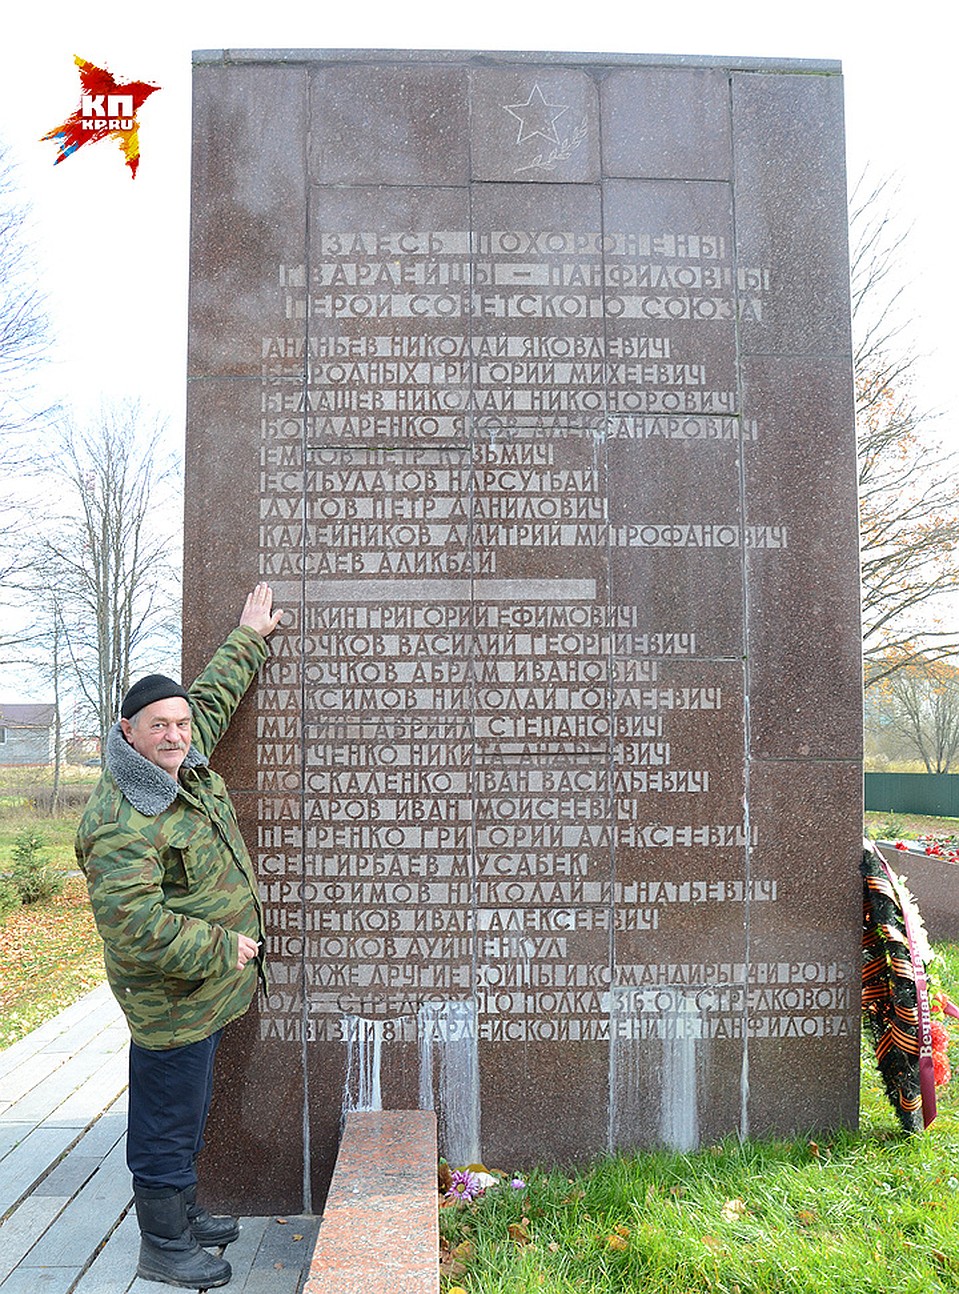 КП
KP.RU
ЗДЕСЬ ПОХОРОНЕНЫ
ГВАРДЕЙЦЫ – ПАНФИЛОВЦЫ
ГЕРОИ СОВЕТСКОГО СОЮЗА
АНАНЬЕВ НИКОЛАЙ ЯКОВЛЕВИЧ
БЕЗРОДНЫХ ГРИГОРИЙ МИХЕЕВИЧ
БЕЛАШЕВ НИКОЛАЙ НИКОНОРОВИЧ
БОНДАРЕНКО ЯКОВ АЛЕКСАНДРОВИЧ
ЕМЦОВ ПЕТР КУЗЬМИЧ
ЕСИБУЛАТОВ НАРСУТБАЙ
ДУТОВ ПЕТР ДАНИЛОВИЧ
КАЛЕЙНИКОВ ДМИТРИЙ МИТРОФАНОВИЧ
КАСАЕВ АЛИКБАЙ
КОНКИН ГРИГОРИЙ ЕФИМОВИЧ
КЛОЧКОВ ВАСИЛИЙ ГЕОРГИЕВИЧ
КРЮЧКОВ АБРАМ ИВАНОВИЧ
МАКСИМОВ НИКОЛАЙ ГОРДЕЕВИЧ
МИТИН ГАВРИИЛ СТЕПАНОВИЧ
МИТЧЕНКО НИКИТА АНДРЕЕВИЧ
МОСКАЛЕНКО ИВАН ВАСИЛЬЕВИЧ
НАТАРОВ ИВАН МОИСЕЕВИЧ
ПЕТРЕНКО ГРИГОРИЙ АЛЕКСЕЕВИЧ
СЕНГИРБАЕВ МУСАБЕК
ТРОФИМОВ НИКОЛАЙ ИГНАТЬЕВИЧ
ШЕПЕТКОВ ИВАН АЛЕКСЕЕВИЧ
ШОПОКОВ ДУЙШЕНКУЛ
А ТАКЖЕ ДРУГИЕ БОЙЦЫ И КОМАНДИРЫ 4-Й РОТЫ
1075 СТРЕЛКОВОГО ПОЛКА 316-ОЙ СТРЕЛКОВОЙ
ДИВИЗИИ 8 ГВАРДЕЙСКОЙ ИМЕНИ И В ПАНФИЛОВА
Вечная